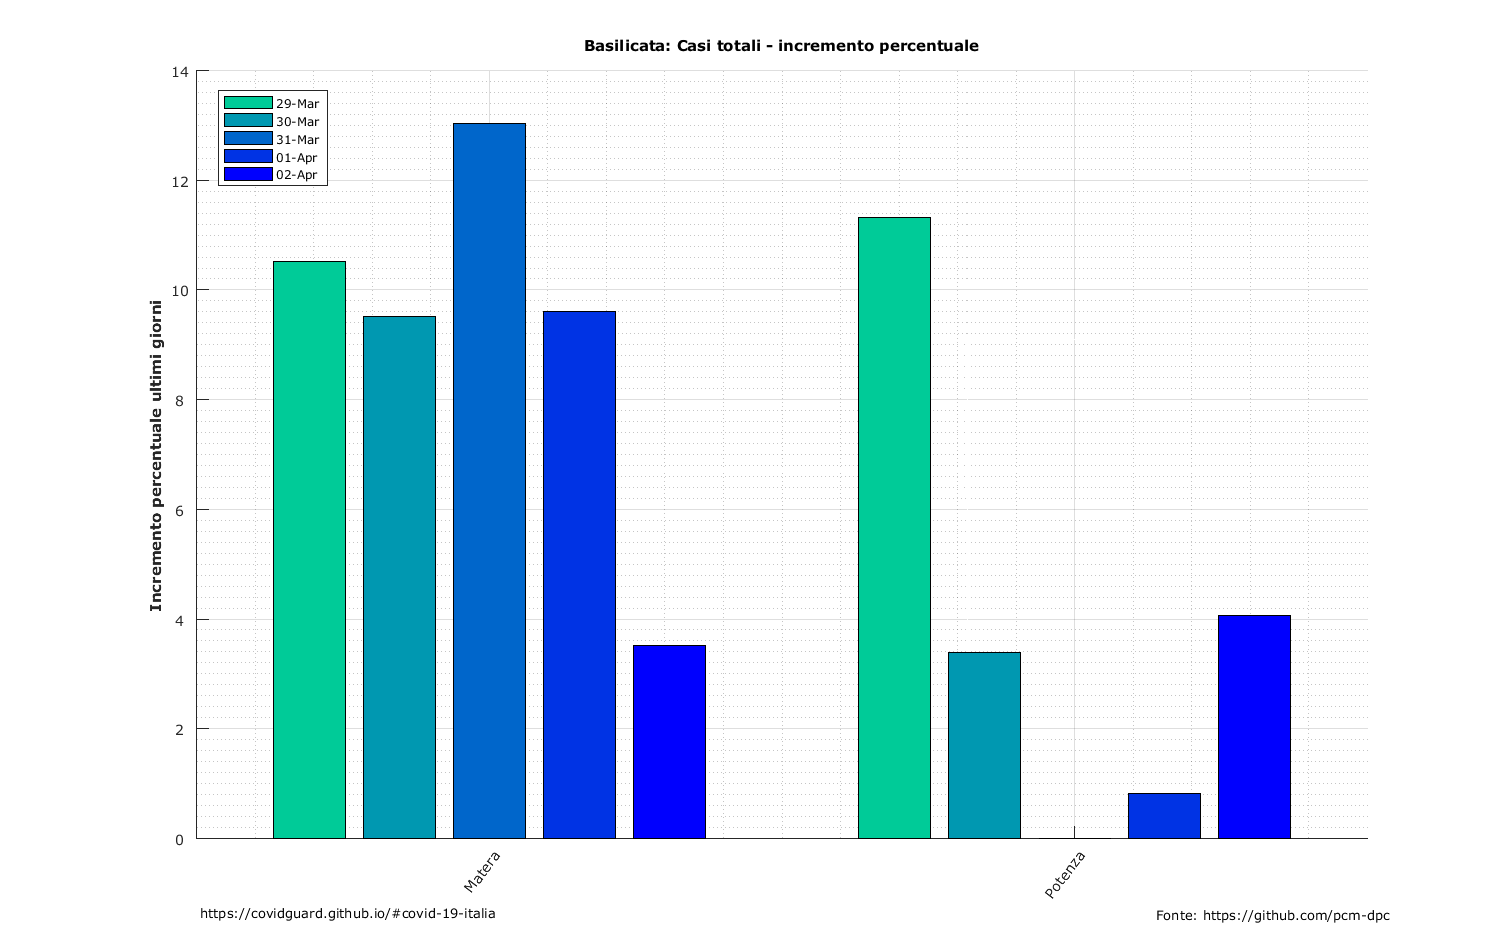 Basilicata: Casi totali - incremento percentuale
14
12
10
8
6
4
2
0
Incremento percentuale ultimi giorni
29-Mar
30-Mar
31-Mar
01-Apr
02-Apr
Matera
Potenza
https://covidguard.github.io/#covid-19-italia
Fonte: https://github.com/pcm-dpc